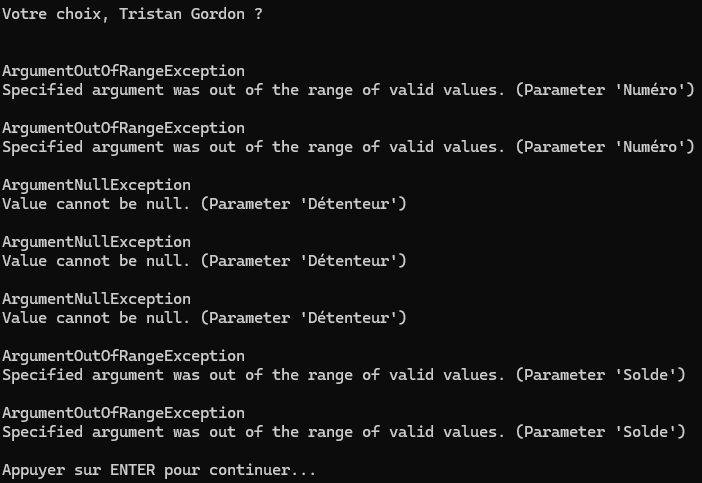 Votre choix, Tristan Gordon ?
ArgumentOutOfRangeException
Specified argument was out of the range of valid values. (Parameter 'Numéro')
ArgumentOutOfRangeException
Specified argument was out of the range of valid values. (Parameter 'Numéro')
ArgumentNullException
Value cannot be null. (Parameter 'Détenteur')
ArgumentNullException
Value cannot be null. (Parameter 'Détenteur')
ArgumentNullException
Value cannot be null. (Parameter 'Détenteur')
ArgumentOutOfRangeException
Specified argument was out of the range of valid values. (Parameter 'Solde')
ArgumentOutOfRangeException
Specified argument was out of the range of valid values. (Parameter 'Solde')
Appuyer sur ENTER pour continuer...